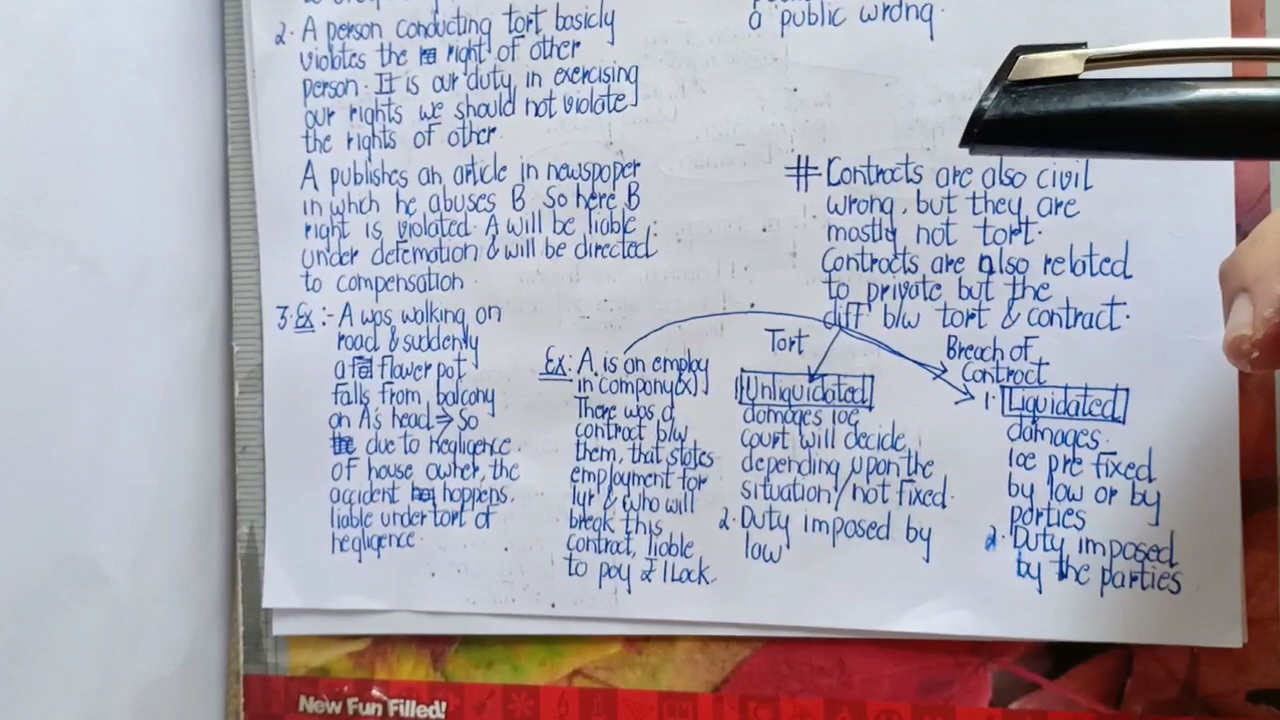 2. A person conducting tort basicly
violates the right of other
person. It is our duty in exercising
our rights we should not violate
the rights of other.
A publishes an article in newspaper
in whch he abuses B. So here B
right is violated. A will be liable
under defemation & will be directed
to compensation
3. Ex :- A was walking on
road & suddenly
a flower pot
falls from balcony
on A's head → So
due to negligence
of house owner, the
accident happens.
liable under tort of
negligence
a public wrong.
# Contracts are also civil
wrong, but they are
mostly not tort.
Contracts are also related
to private but the
diff b/w tort & contract.
Ex: A is an employ
in company(x)
There was a
contract b/w
them, that states
employment for
1yr & who will
break this
contract, liable
to pay ₹ 1 Lack.
Tort
1 Unliquidated
damages ice
court will decide,
depending upon the
situation / not fixed.
2. Duty imposed by
law
Breach of
Contract
1. Liquidated
damages.
ice pre fixed
by law or by
parties
2. Duty imposed
by the parties
New Fun Filled!